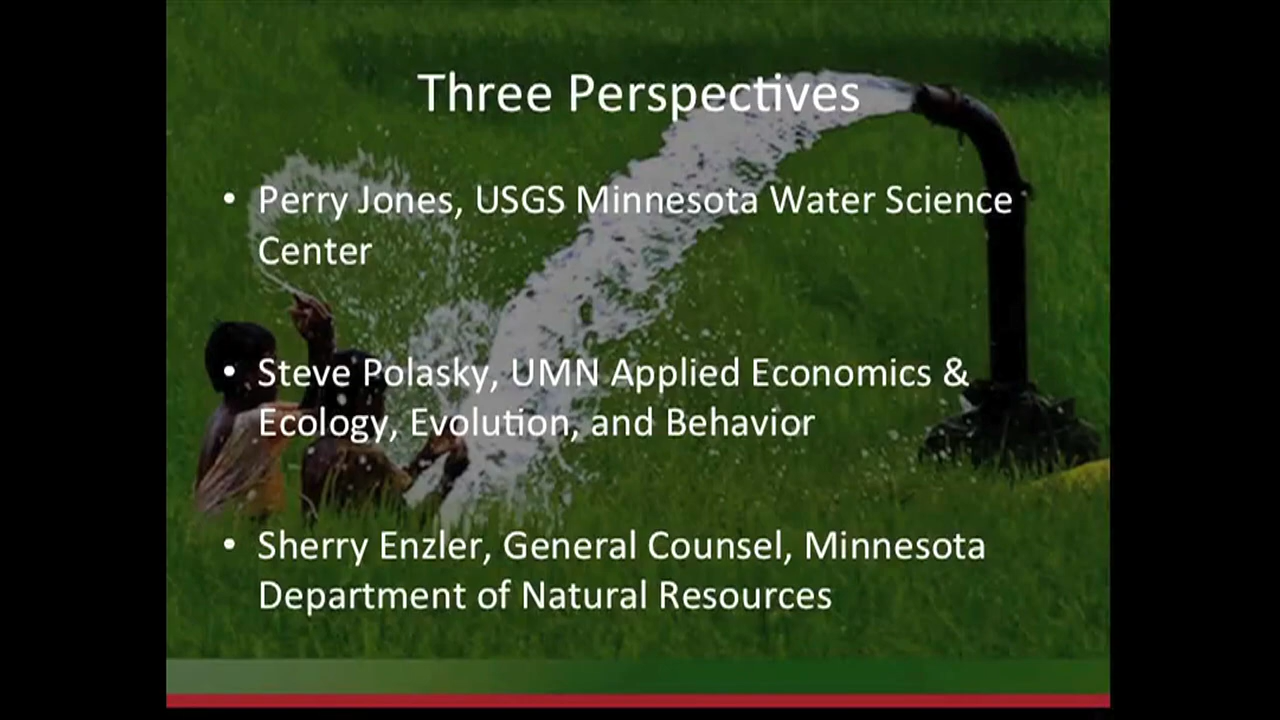 Three Perspectives
• Perry Jones, USGS Minnesota Water Science
Center
• Steve Polasky, UMN Applied Economics &
Ecology, Evolution, and Behavior
• Sherry Enzler, General Counsel, Minnesota
Department of Natural Resources